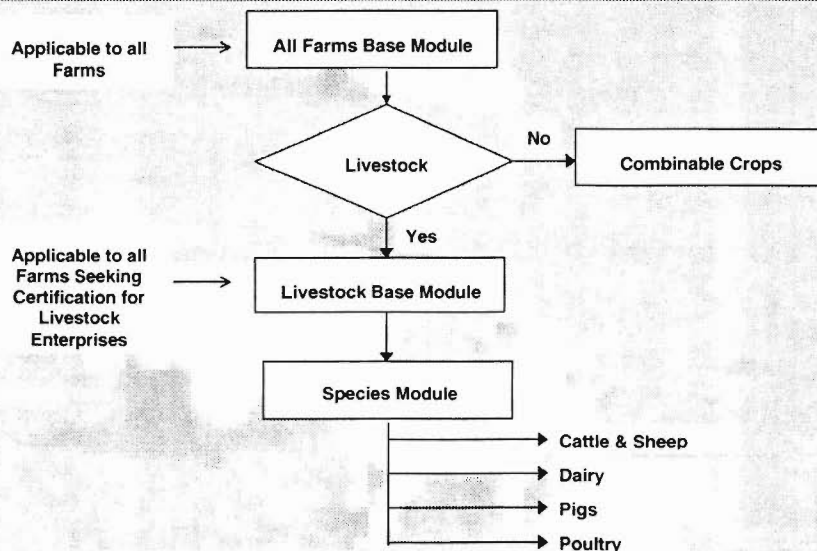 Applicable to all
Farms
All Farms Base Module
Livestock
No
Combinable Crops
Yes
Applicable to all
Farms Seeking
Certification for
Livestock
Enterprises
Livestock Base Module
Species Module
Cattle & Sheep
Dairy
Pigs
Poultry